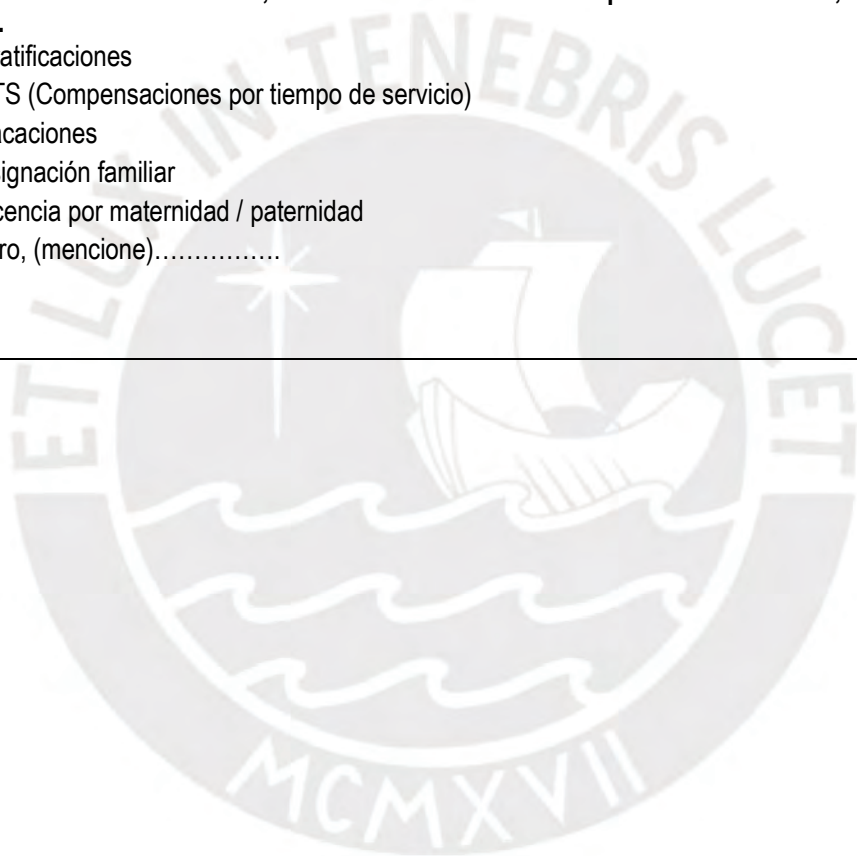 .
atificaciones
TS (Compensaciones por tiempo de servicio)
acaciones
signación familiar
cencia por maternidad / paternidad
ro, (mencione)…………….
ET LUX IN TENEBRIS LUCET
MCMXVII